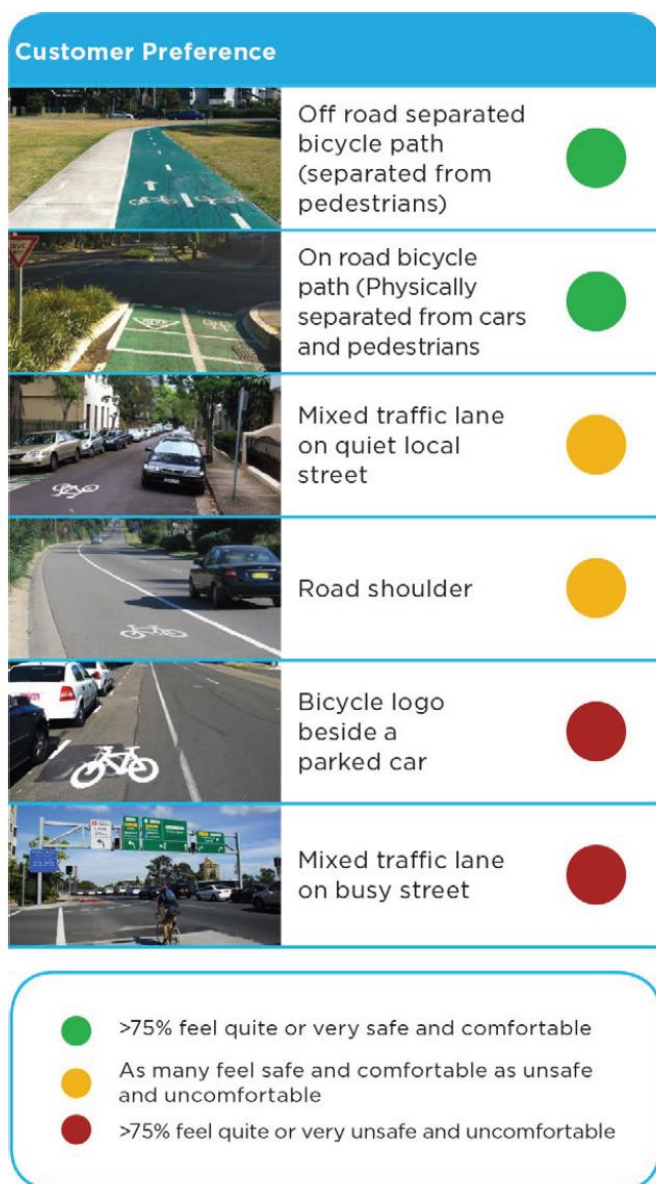 Customer Preference
Off road separated
bicycle path
(separated from
pedestrians)
On road bicycle
path (Physically
separated from cars
and pedestrians
Mixed traffic lane
on quiet local
street
Road shoulder
Bicycle logo
beside a
parked car
Mixed traffic lane
on busy street
>75% feel quite or very safe and comfortable
As many feel safe and comfortable as unsafe
and uncomfortable
>75% feel quite or very unsafe and uncomfortable